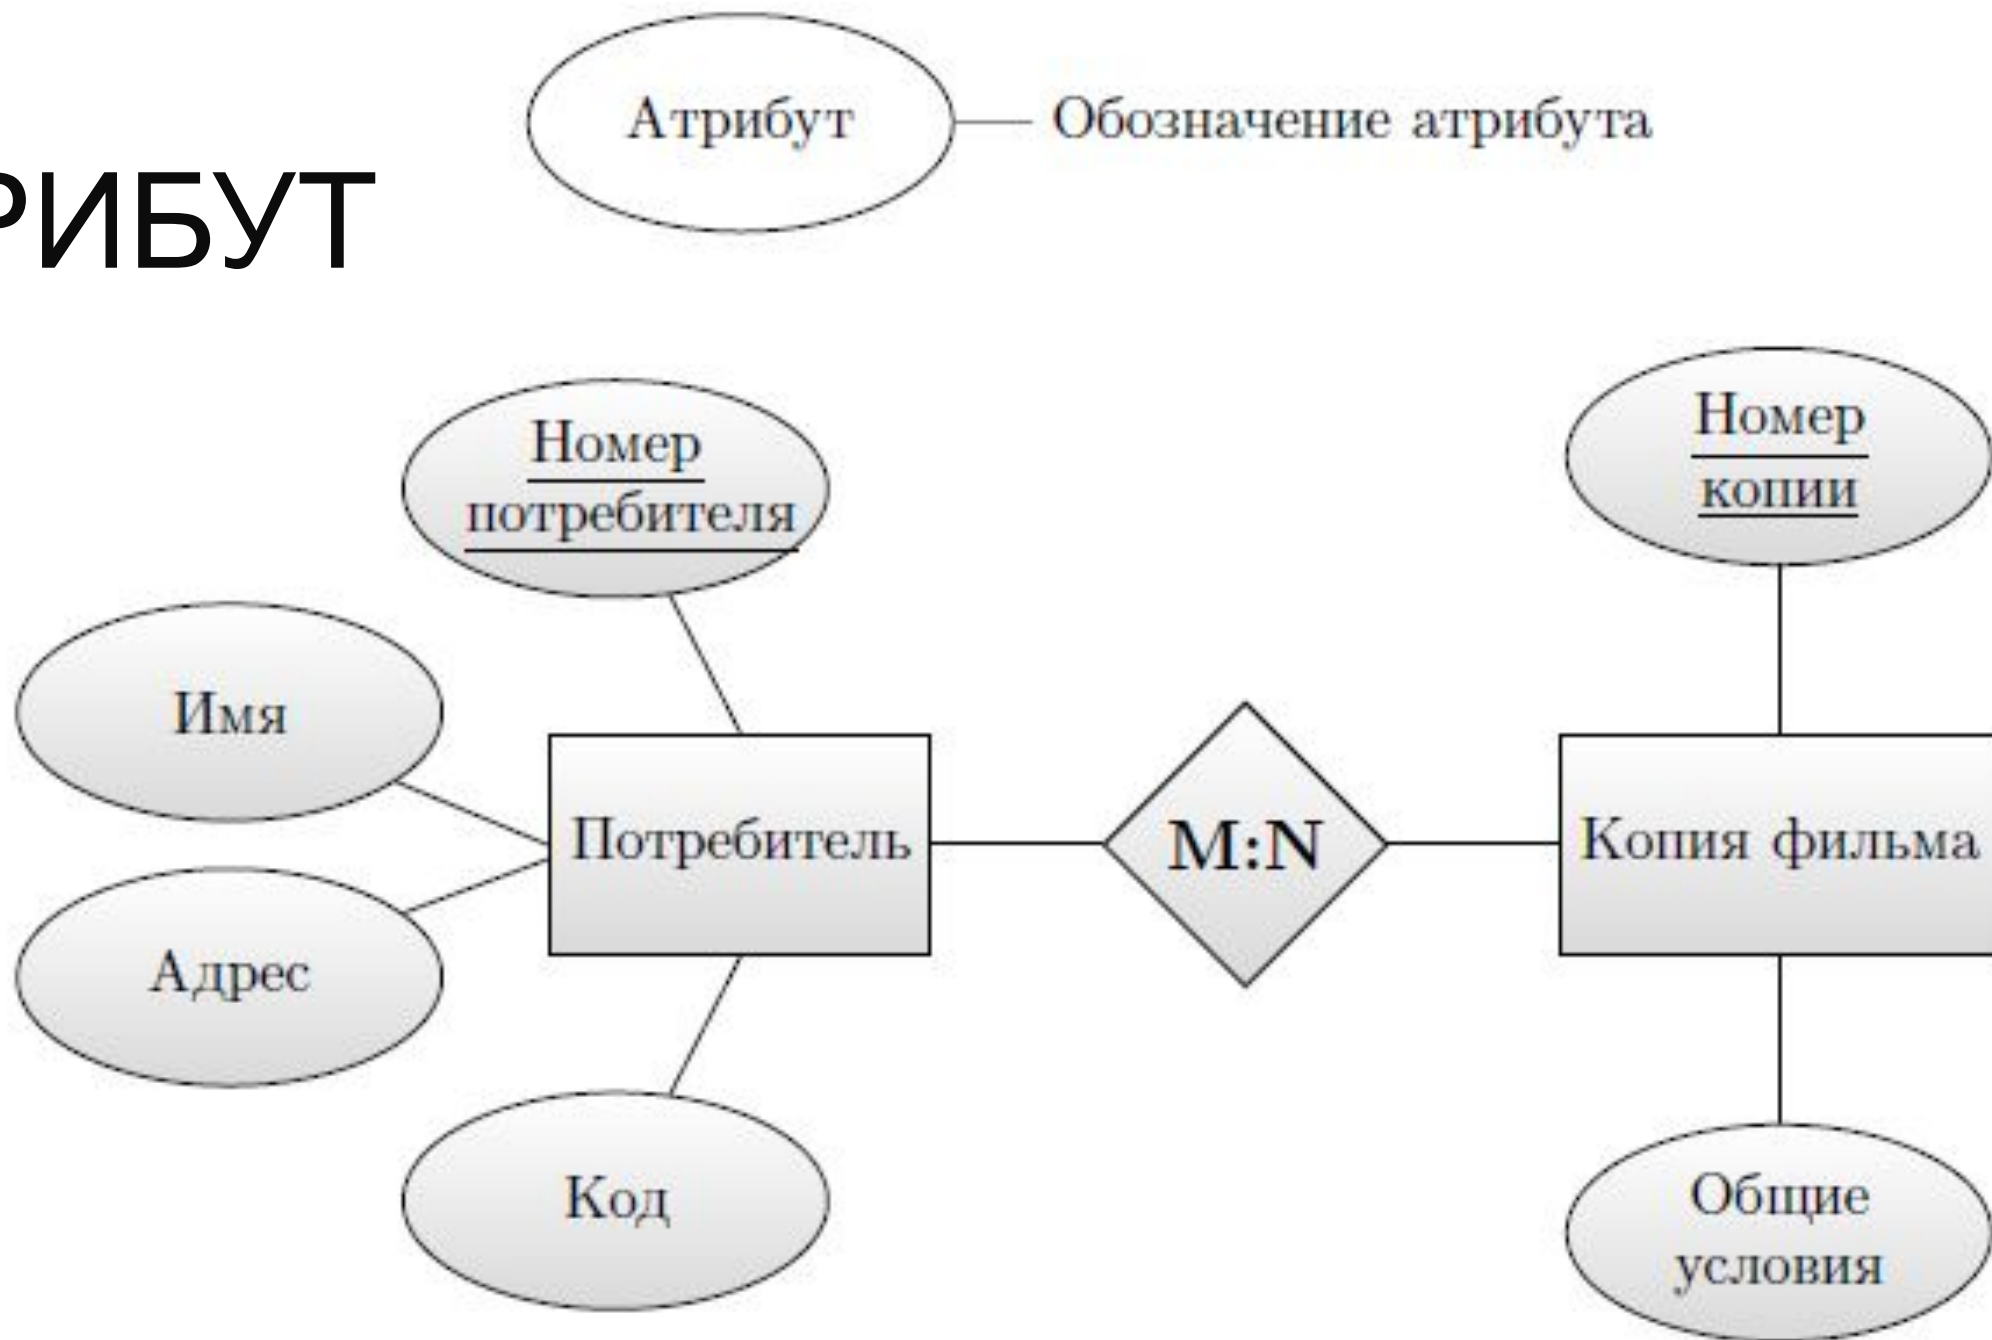 Атрибут
Обозначение атрибута
РИБУТ
Номер
потребителя
Номер
копии
Имя
Потребитель
M:N
Копия фильма
Адрес
Код
Общие
условия